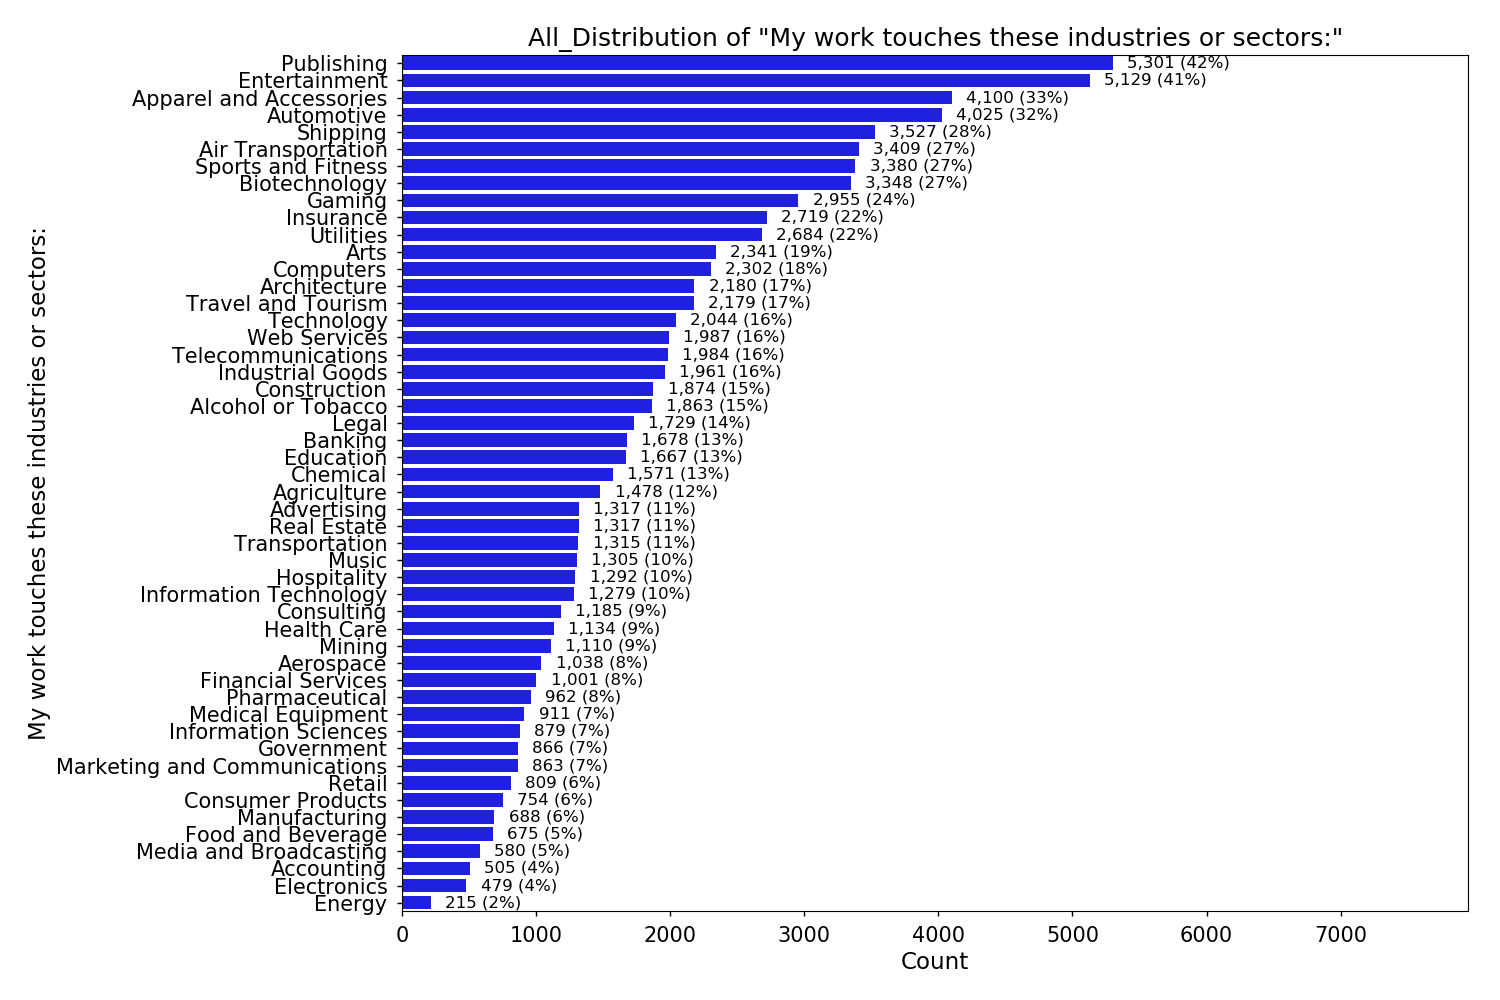 All_Distribution of "My work touches these industries or sectors:"
My work touches these industries or sectors:
Publishing 5,301 (42%)
Entertainment 5,129 (41%)
Apparel and Accessories 4,100 (33%)
Automotive 4,025 (32%)
Shipping 3,527 (28%)
Air Transportation 3,409 (27%)
Sports and Fitness 3,380 (27%)
Biotechnology 3,348 (27%)
Gaming 2,955 (24%)
Insurance 2,719 (22%)
Utilities 2,684 (22%)
Arts 2,341 (19%)
Computers 2,302 (18%)
Architecture 2,180 (17%)
Travel and Tourism 2,179 (17%)
Technology 2,044 (16%)
Web Services 1,987 (16%)
Telecommunications 1,984 (16%)
Industrial Goods 1,961 (16%)
Construction 1,874 (15%)
Alcohol or Tobacco 1,863 (15%)
Legal 1,729 (14%)
Banking 1,678 (13%)
Education 1,667 (13%)
Chemical 1,571 (13%)
Agriculture 1,478 (12%)
Advertising 1,317 (11%)
Real Estate 1,317 (11%)
Transportation 1,315 (11%)
Music 1,305 (10%)
Hospitality 1,292 (10%)
Information Technology 1,279 (10%)
Consulting 1,185 (9%)
Health Care 1,134 (9%)
Mining 1,110 (9%)
Aerospace 1,038 (8%)
Financial Services 1,001 (8%)
Pharmaceutical 962 (8%)
Medical Equipment 911 (7%)
Information Sciences 879 (7%)
Government 866 (7%)
Marketing and Communications 863 (7%)
Retail 809 (6%)
Consumer Products 754 (6%)
Manufacturing 688 (6%)
Food and Beverage 675 (5%)
Media and Broadcasting 580 (5%)
Accounting 505 (4%)
Electronics 479 (4%)
Energy 215 (2%)
0 1000 2000 3000 4000 5000 6000 7000
Count